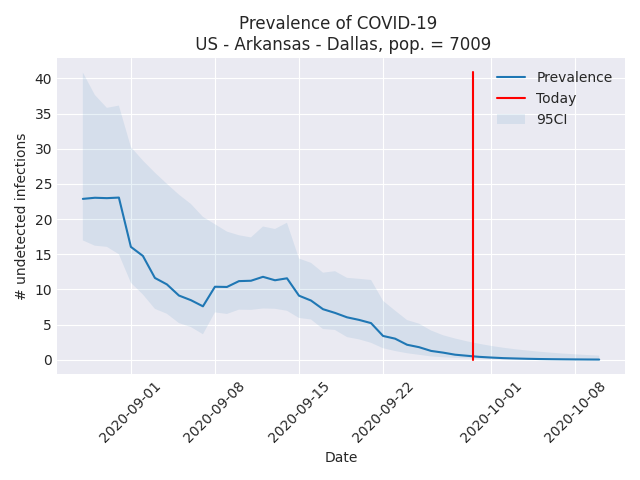 Prevalence of COVID-19
US - Arkansas - Dallas, pop. = 7009
# undetected infections
40
35
30
25
20
15
10
5
0
Prevalence
Today
95CI
2020-09-01
2020-09-08
2020-09-15
2020-09-22
2020-10-01
2020-10-08
Date